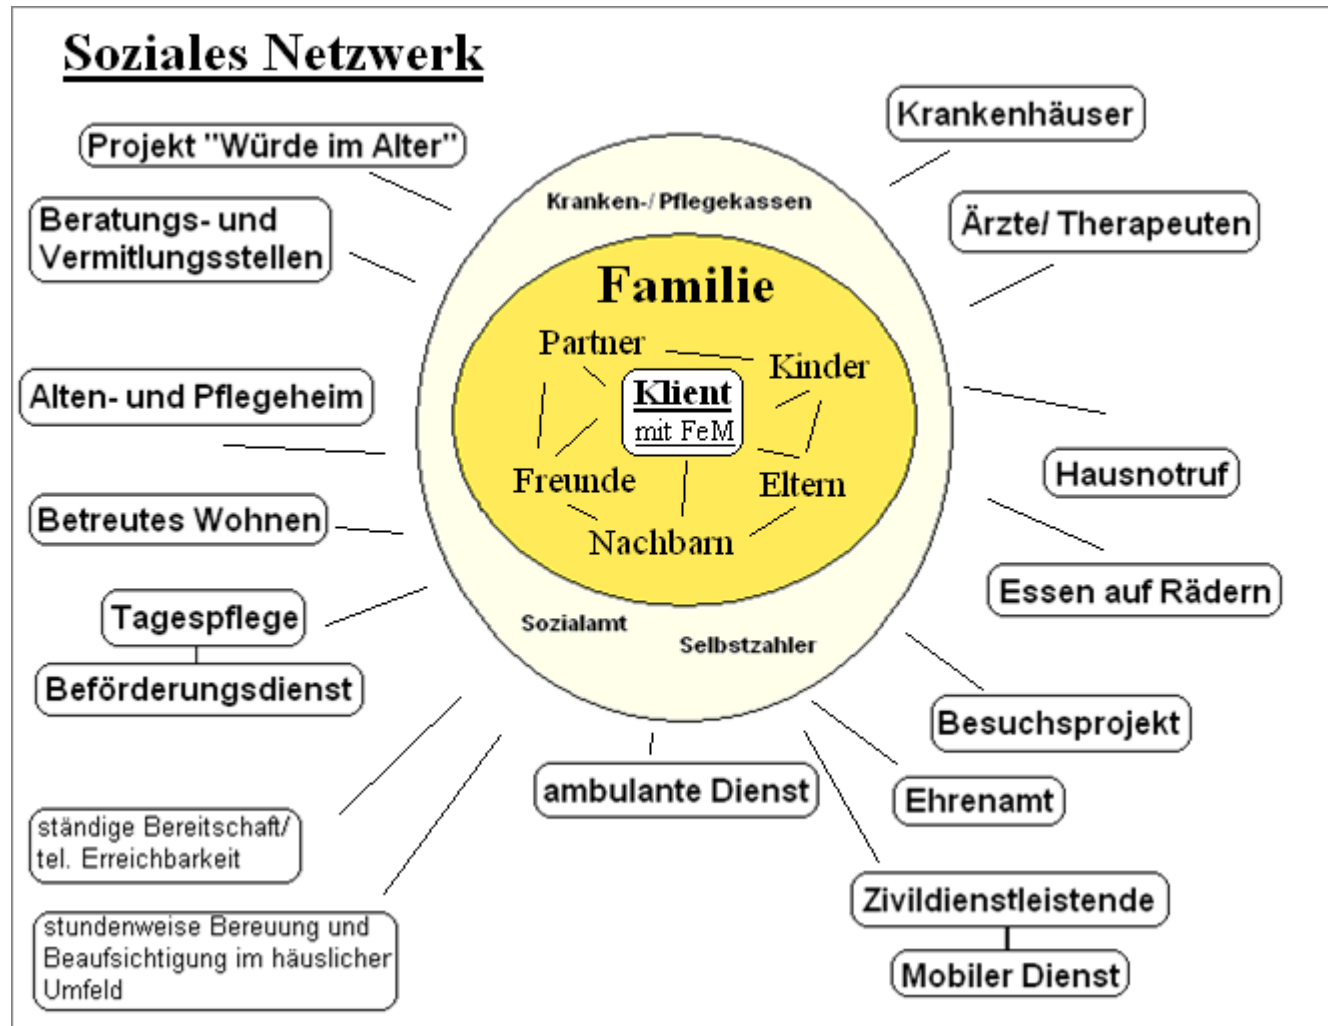 Soziales Netzwerk
Projekt "Würde im Alter"
Beratungs- und
Vermitlungsstellen
Alten- und Pflegeheim
Betreutes Wohnen
Tagespflege
Beförderungsdienst
ständige Bereitschaft/
tel. Erreichbarkeit
stundenweise Bereuung und
Beaufsichtigung im häuslicher
Umfeld
Kranken-/ Pflegekassen
Familie
Partner
Kinder
Klient
mit FeM
Freunde
Eltern
Nachbarn
Sozialamt
Selbstzahler
ambulante Dienst
Krankenhäuser
Ärzte/ Therapeuten
Hausnotruf
Essen auf Rädern
Besuchsprojekt
Ehrenamt
Zivildienstleistende
Mobiler Dienst